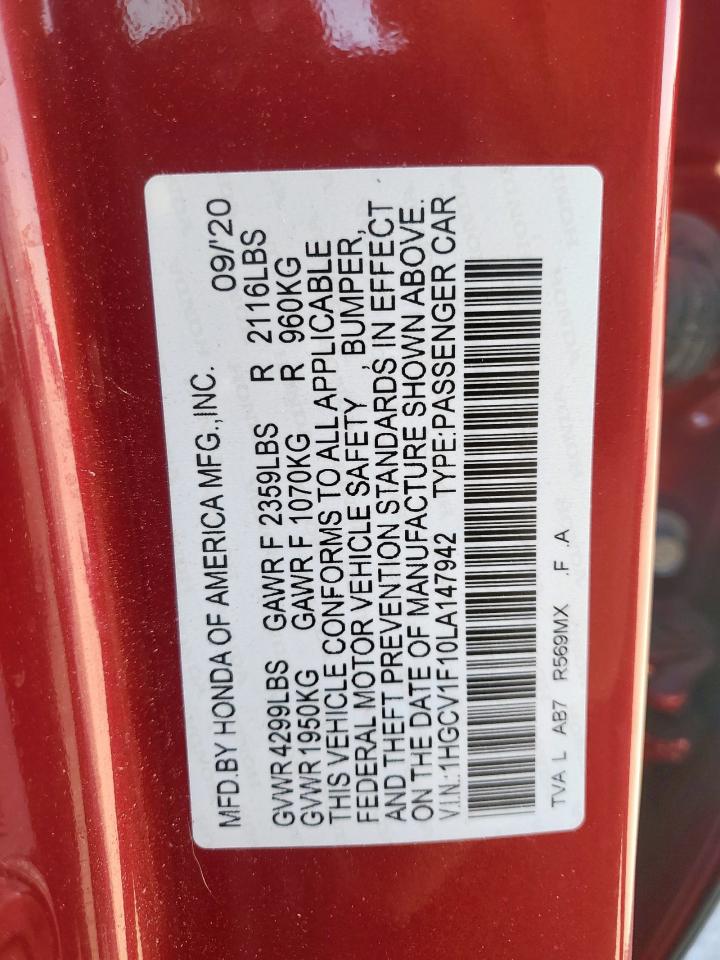 MFD.BY HONDA OF AMERICA MFG.,INC. 09/'20
GVWR 4299LBS GAWR F 2359LBS R 2116LBS
GVWR 1950KG GAWR F 1070KG R 960KG
THIS VEHICLE CONFORMS TO ALL APPLICABLE
FEDERAL MOTOR VEHICLE SAFETY , BUMPER,
AND THEFT PREVENTION STANDARDS IN EFFECT
ON THE DATE OF MANUFACTURE SHOWN ABOVE.
V.I.N.:1HGCV1F10LA147942 TYPE:PASSENGER CAR
TVA L AB7 R569MX .F .A